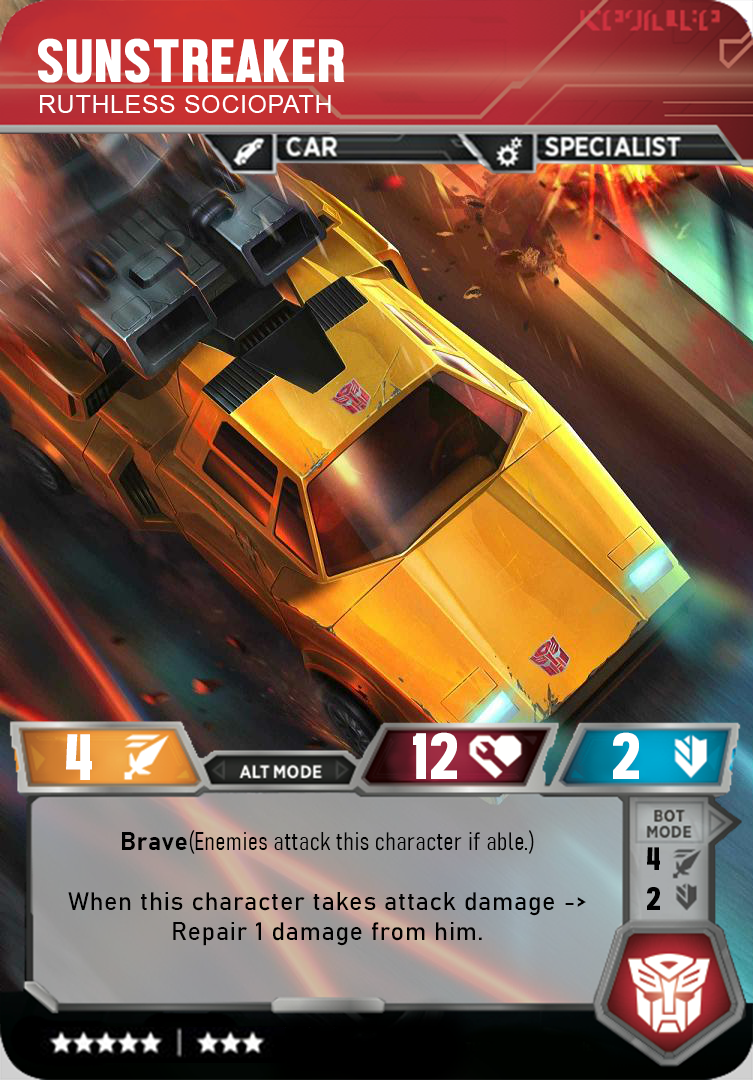 SUNSTREAKER
RUTHLESS SOCIOPATH
CAR
SPECIALIST
4
ALT MODE
12
2
BOT
MODE
4
2
Brave(Enemies attack this character if able.)
When this character takes attack damage ->
Repair 1 damage from him.